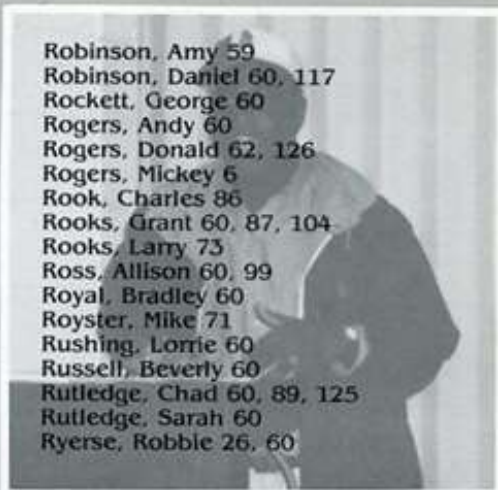 Robinson, Amy 59
Robinson, Daniel 60, 117
Rockett, George 60
Rogers, Andy 60
Rogers, Donald 62, 126
Rogers, Mickey 6
Rook, Charles 86
Rooks, Grant 60, 87, 104
Rooks, Larry 73
Ross, Allison 60, 99
Royal, Bradley 60
Royster, Mike 71
Rushing, Lorrie 60
Russell, Beverly 60
Rutledge, Chad 60, 89, 125
Rutledge, Sarah 60
Ryerse, Robbie 26, 60